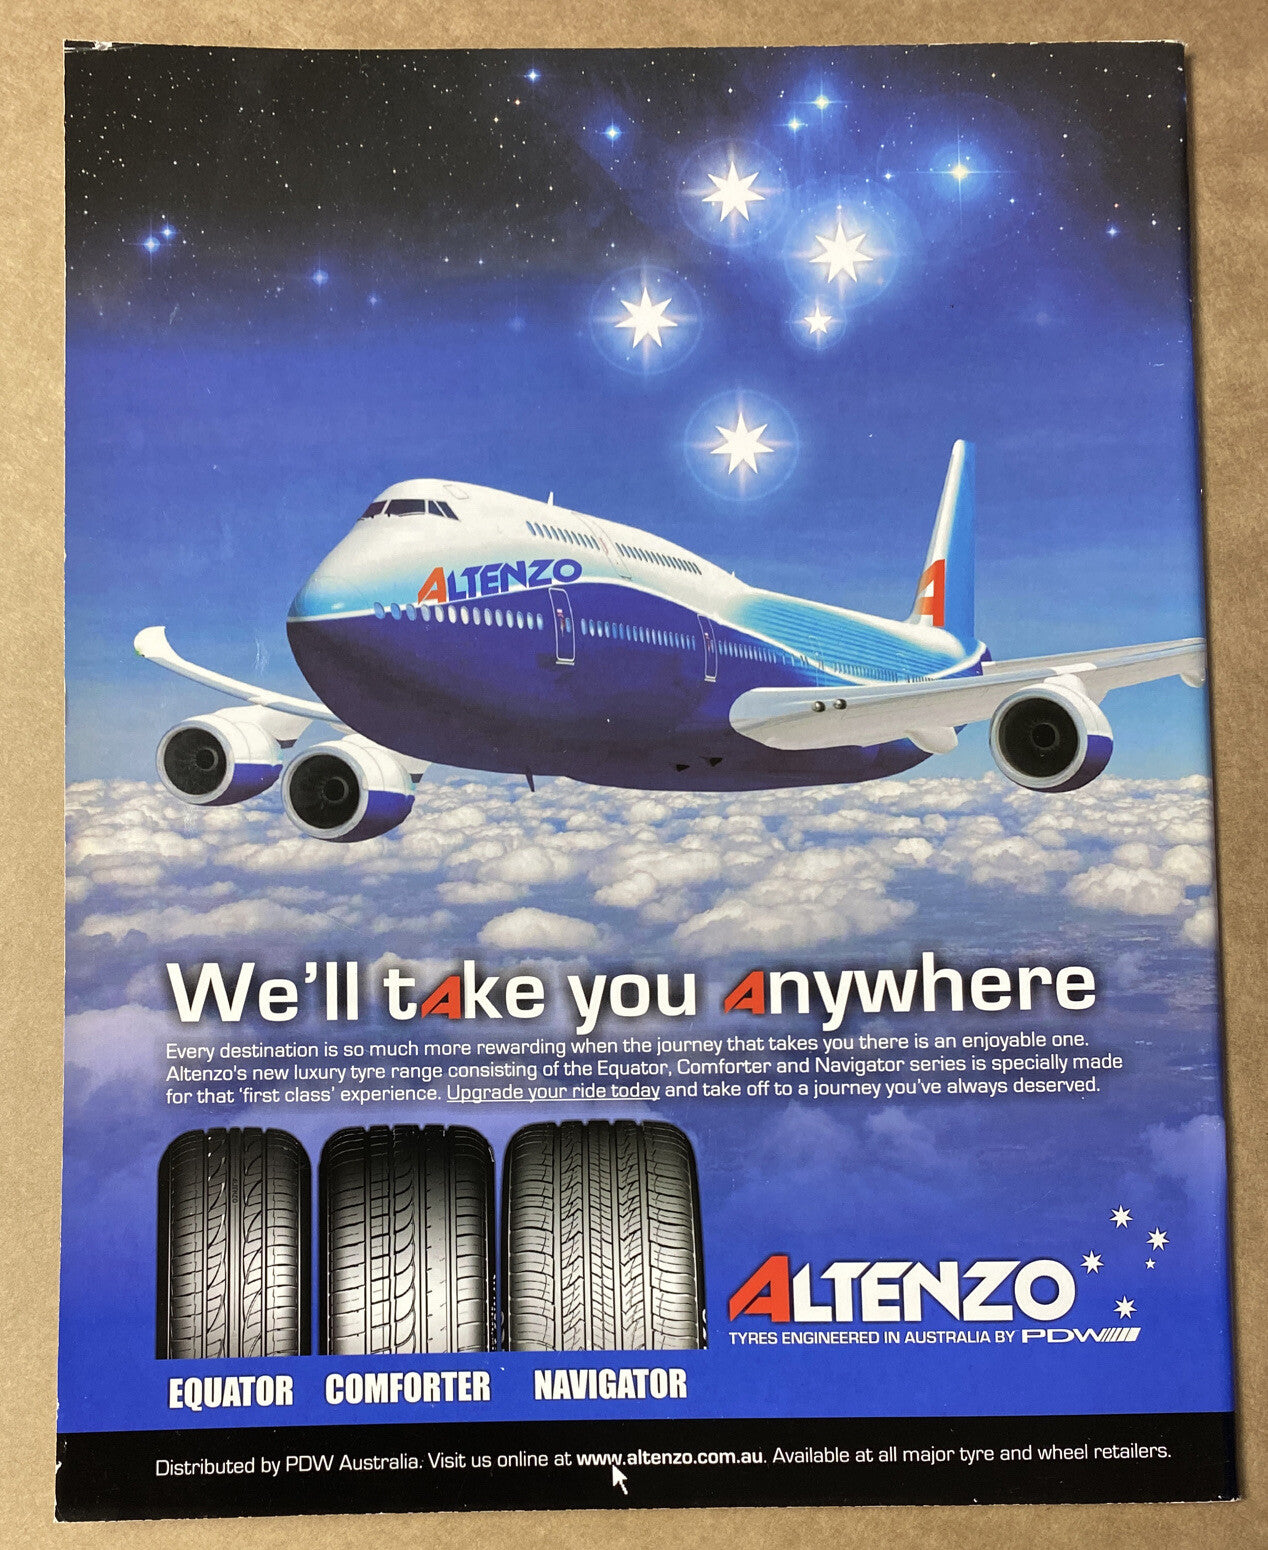 ALTENZO
A
We'll tAke you Anywhere
Every destination is so much more rewarding when the journey that takes you there is an enjoyable one.
Altenzo's new luxury tyre range consisting of the Equator, Comforter and Navigator series is specially made
for that 'first class' experience. Upgrade your ride today and take off to a journey you've always deserved.
ALTENZO
TYRES ENGINEERED IN AUSTRALIA BY PDW
EQUATOR COMFORTER NAVIGATOR
Distributed by PDW Australia. Visit us online at www.altenzo.com.au. Available at all major tyre and wheel retailers.